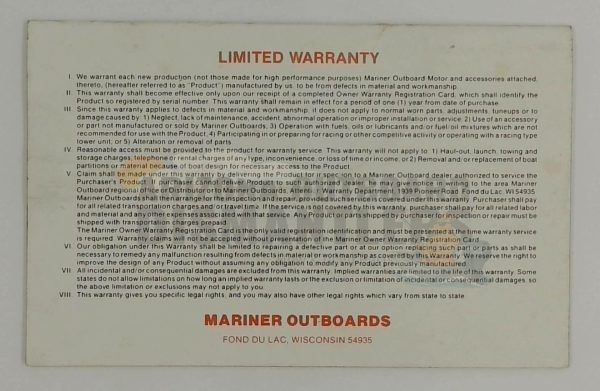 LIMITED WARRANTY
I. We warrant each new production (not those made for high performance purposes) Mariner Outboard Motor and accessories attached,
thereto, (hereafter referred to as "Product") manufactured by us, to be from defects in material and workmanship.
II. This warranty shall become effective only upon our receipt of a completed Owner Warranty Registration Card, which shall identify the
Product so registered by serial number. This warranty shall remain in effect for a period of one (1) year from date of purchase.
III. Since this warranty applies to defects in material and workmanship, it does not apply to normal worn parts, adjustments, tuneups or to
damage caused by: 1) Neglect, lack of maintenance, accident, abnormal operation or improper installation or service; 2) Use of an accessory
or part not manufactured or sold by Mariner Outboards; 3) Operation with fuels, oils or lubricants and/or fuel/oil mixtures which are not
recommended for use with the Product; 4) Participating in or preparing for racing or other competitive activity or operating with a racing type
lower unit; or 5) Alteration or removal of parts.
IV. Reasonable access must be provided to the product for warranty service. This warranty will not apply to: 1) Haul-out, launch, towing and
storage charges, telephone or rental charges of any type, inconvenience, or loss of time or income; or 2) Removal and/or replacement of boat
partitions or material because of boat design for necessary access to the Product.
V. Claim shall be made under this warranty by delivering the Product for inspection to a Mariner Outboard dealer authorized to service the
Purchaser's Product. If purchaser cannot deliver Product to such authorized dealer, he may give notice in writing to the area Mariner
Outboard regional office or Distributor or to Mariner Outboards, Attention: Warranty Department, 1939 Pioneer Road, Fond du Lac, WI 54935.
Mariner Outboards shall then arrange for the inspection and repair, provided such service is covered under this warranty. Purchaser shall pay
for all related transportation charges and/or travel time. If the service is not covered by this warranty, purchaser shall pay for all related labor
and material and any other expenses associated with that service. Any Product or parts shipped by purchaser for inspection or repair must be
shipped with transportation charges prepaid.
The Mariner Owner Warranty Registration Card is the only valid registration identification and must be presented at the time warranty service
is required. Warranty claims will not be accepted without presentation of the Mariner Owner Warranty Registration Card.
VI. Our obligation under this Warranty shall be limited to repairing a defective part or at our option replacing such part or parts as shall be
necessary to remedy any malfunction resulting from defects in material or workmanship as covered by this Warranty. We reserve the right to
improve the design of any Product without assuming any obligation to modify any Product previously manufactured.
VII. All incidental and/or consequential damages are excluded from this warranty. Implied warranties are limited to the life of this warranty. Some
states do not allow limitations on how long an implied warranty lasts or the exclusion or limitation of incidental or consequential damages, so
the above limitation or exclusions may not apply to you.
VIII. This warranty gives you specific legal rights, and you may also have other legal rights which vary from state to state.
MARINER OUTBOARDS
FOND DU LAC, WISCONSIN 54935